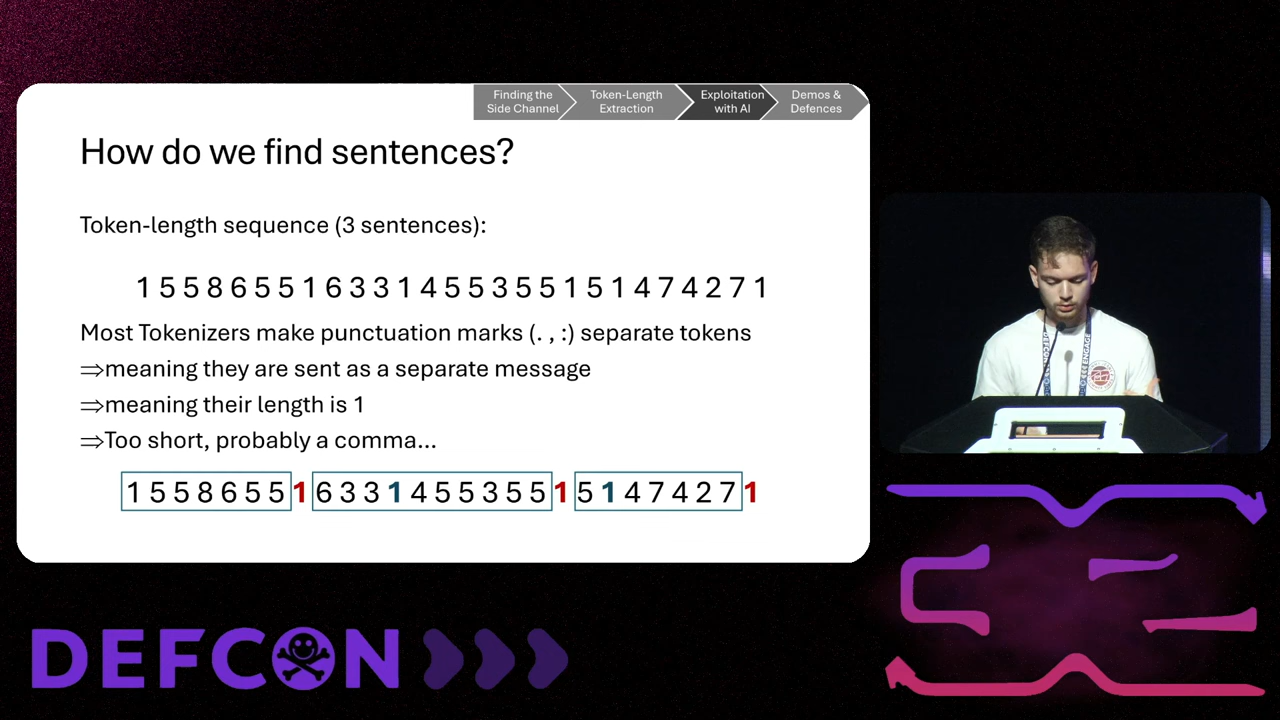 Finding the
Side Channel
Token-Length
Extraction
Exploitation
with AI
Demos &
Defences
How do we find sentences?
Token-length sequence (3 sentences):
1 5 5 8 6 5 5 1 6 3 3 1 4 5 5 3 5 5 1 5 1 4 7 4 2 7 1
Most Tokenizers make punctuation marks (. , :) separate tokens
⇒meaning they are sent as a separate message
⇒meaning their length is 1
⇒Too short, probably a comma...
1 5 5 8 6 5 5 1 6 3 3 1 4 5 5 3 5 5 1 5 1 4 7 4 2 7 1
DEFCON